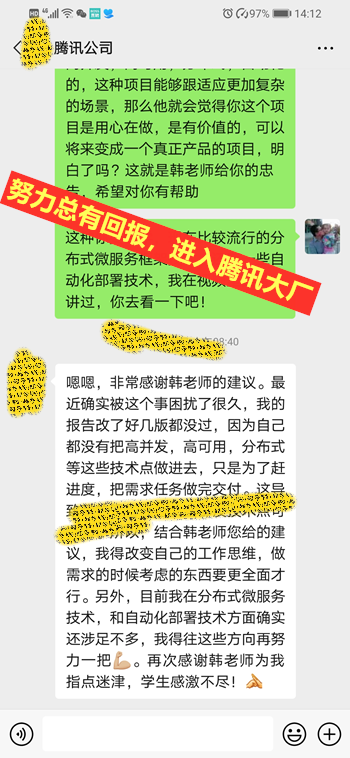 HD 46 97% 14:12
腾讯公司
的，这种项目能够跟适应更加复杂
的场景，那么他就会觉得你这个项
目是用心在做，是有价值的，可以
将来变成一个真正产品的项目，明
白了吗？这就是韩老师给你的忠
告，希望对你有帮助
努力总有回报，进入腾讯大厂
这种 比较流行的分
布式微服务框架 些
自动化部署技术，我在视频
讲过，你去看一下吧！
08:40
嗯嗯，非常感谢韩老师的建议。最
近确实被这个事困扰了很久，我的
报告改了好几版都没过，因为自己
都没有把高并发，高可用，分布式
等这些技术点做进去，只是为了赶
进度，把需求任务做完交付。这导
结合韩老师您给的建
议，我得改变自己的工作思维，做
需求的时候考虑的东西要更全面才
行。另外，目前我在分布式微服务
技术，和自动化部署技术方面确实
还涉足不多，我得往这些方向再努
力一把💪。再次感谢韩老师为我
指点迷津，学生感激不尽！🙏